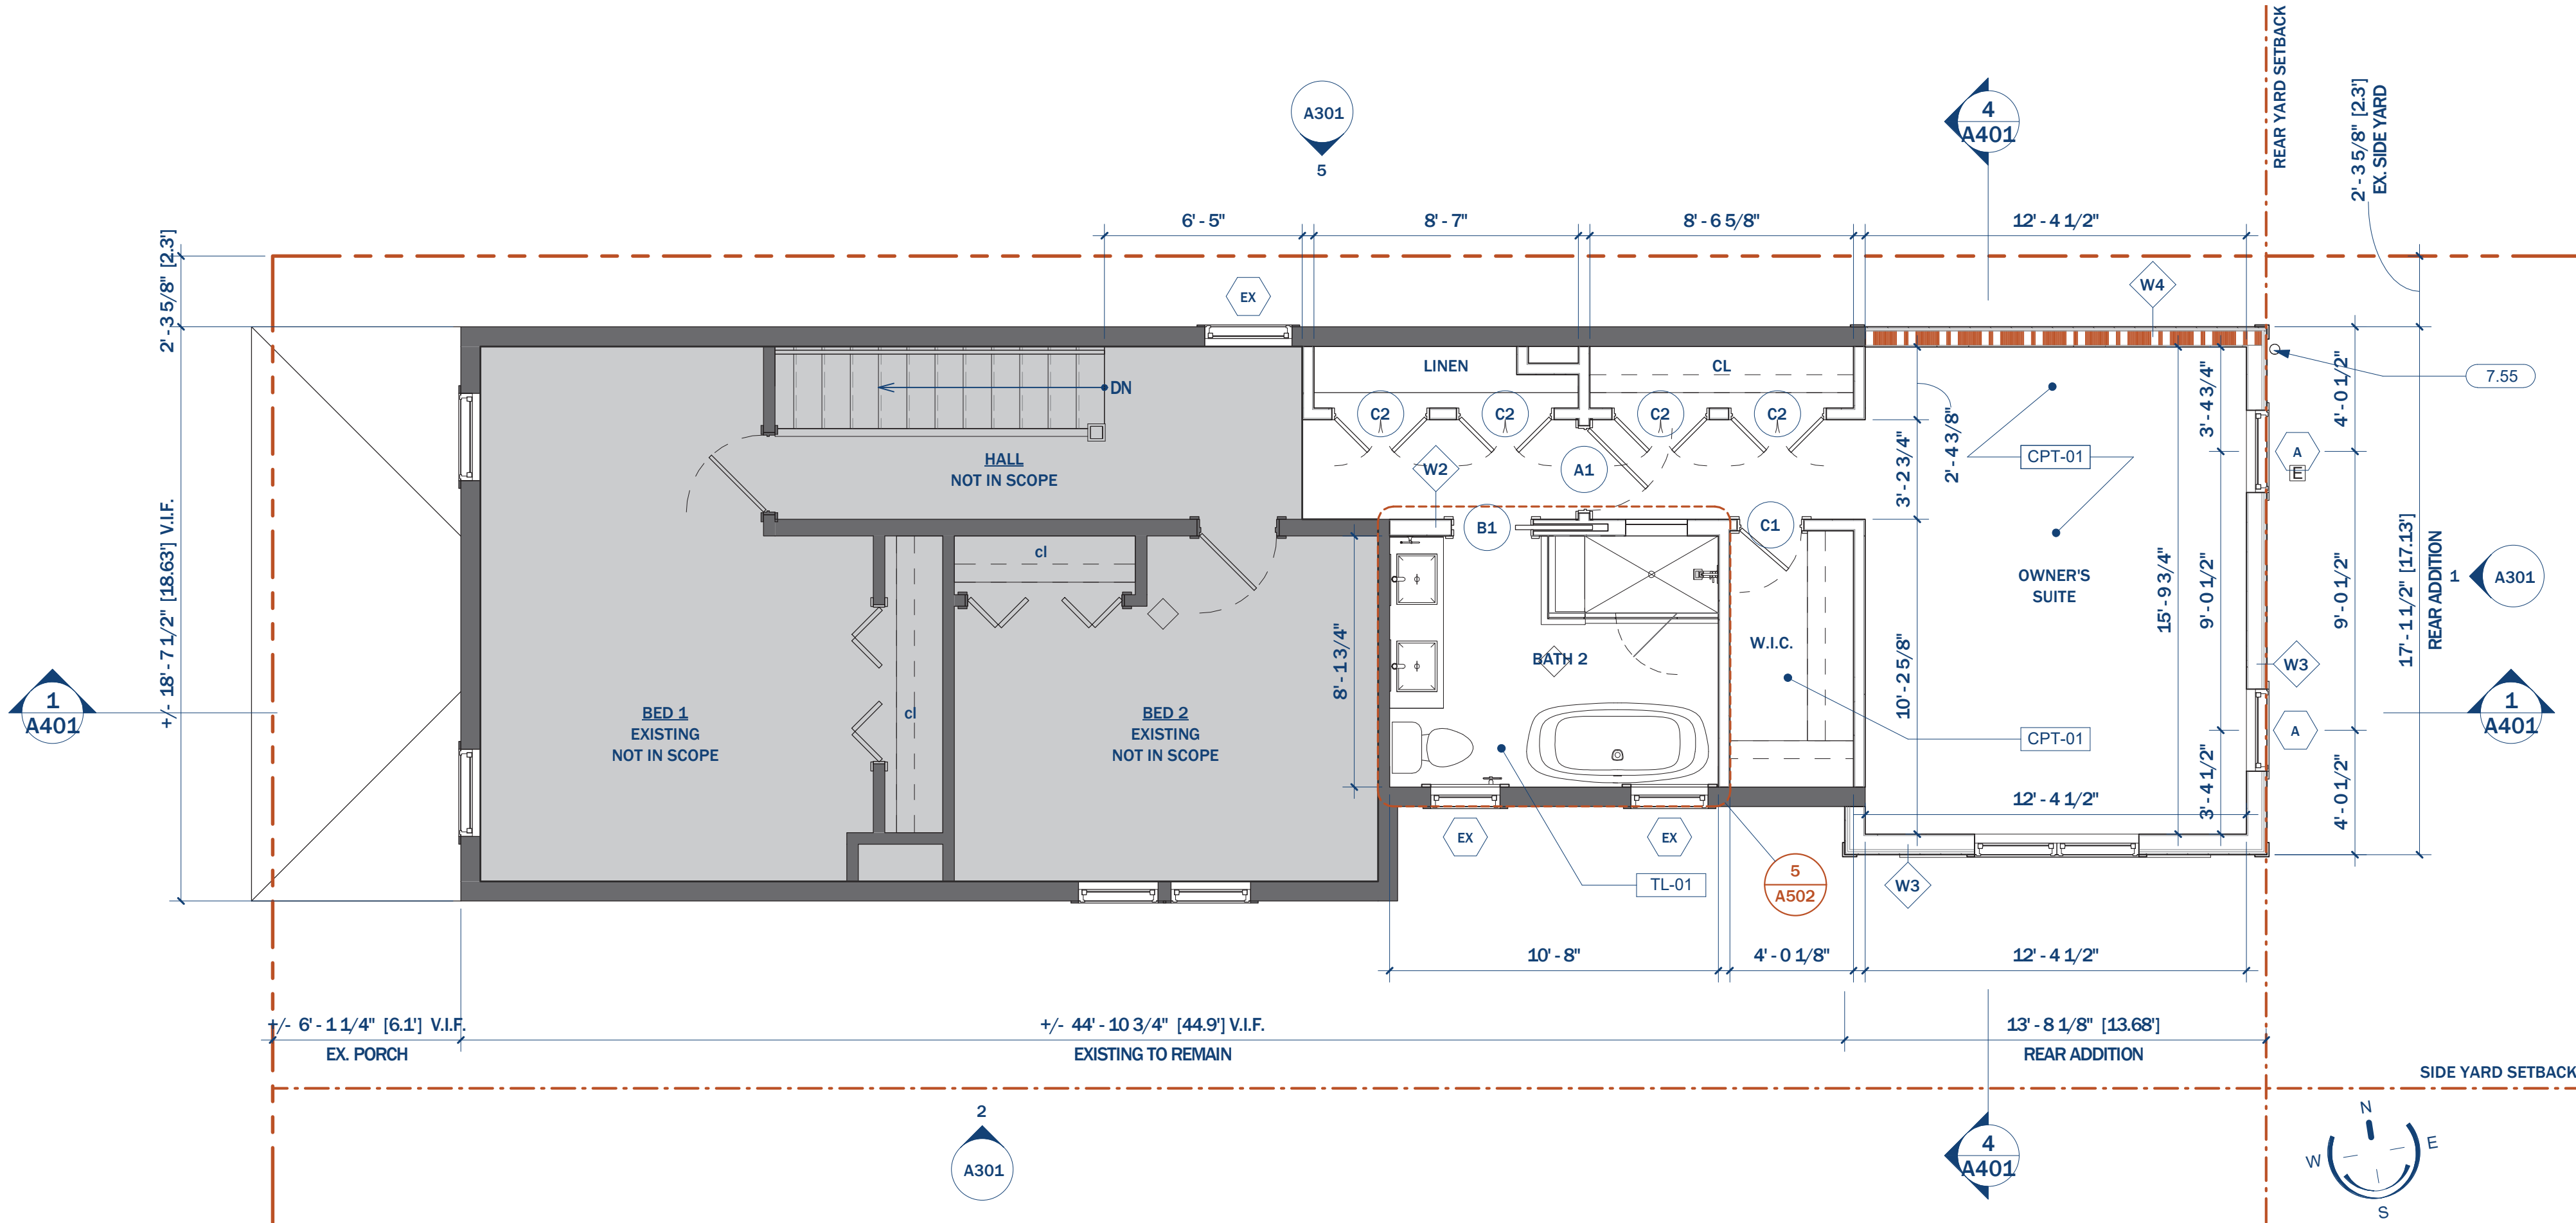 REAR YARD SETBACK
2' - 3 5/8" [2.3']
EX. SIDE YARD
A301
5
4
A401
6' - 5"
8' - 7"
8' - 6 5/8"
12' - 4 1/2"
2' - 3 5/8" [2.3']
EX
W4
LINEN
CL
7.55
DN
C2
C2
C2
C2
3' - 4 3/4"
4' - 0 1/2"
HALL
NOT IN SCOPE
W2
A1
3' - 2 3/4"
2' - 4 3/8"
CPT-01
A
E
cl
B1
C1
OWNER'S
SUITE
15' - 9 3/4"
9' - 0 1/2"
9' - 0 1/2"
17' - 1 1/2" [17.13']
REAR ADDITION
1
A301
+/- 18' - 7 1/2" [18.63'] V.I.F.
8' - 1 3/4"
BATH 2
W.I.C.
10' - 2 5/8"
W3
1
A401
BED 1
EXISTING
NOT IN SCOPE
cl
BED 2
EXISTING
NOT IN SCOPE
CPT-01
3' - 4 1/2"
A
4' - 0 1/2"
1
A401
12' - 4 1/2"
EX
EX
TL-01
5
A502
W3
10' - 8"
4' - 0 1/8"
12' - 4 1/2"
+/- 6' - 1 1/4" [6.1'] V.I.F.
EX. PORCH
+/- 44' - 10 3/4" [44.9'] V.I.F.
EXISTING TO REMAIN
13' - 8 1/8" [13.68']
REAR ADDITION
SIDE YARD SETBACK
2
A301
4
A401
N
W
E
S